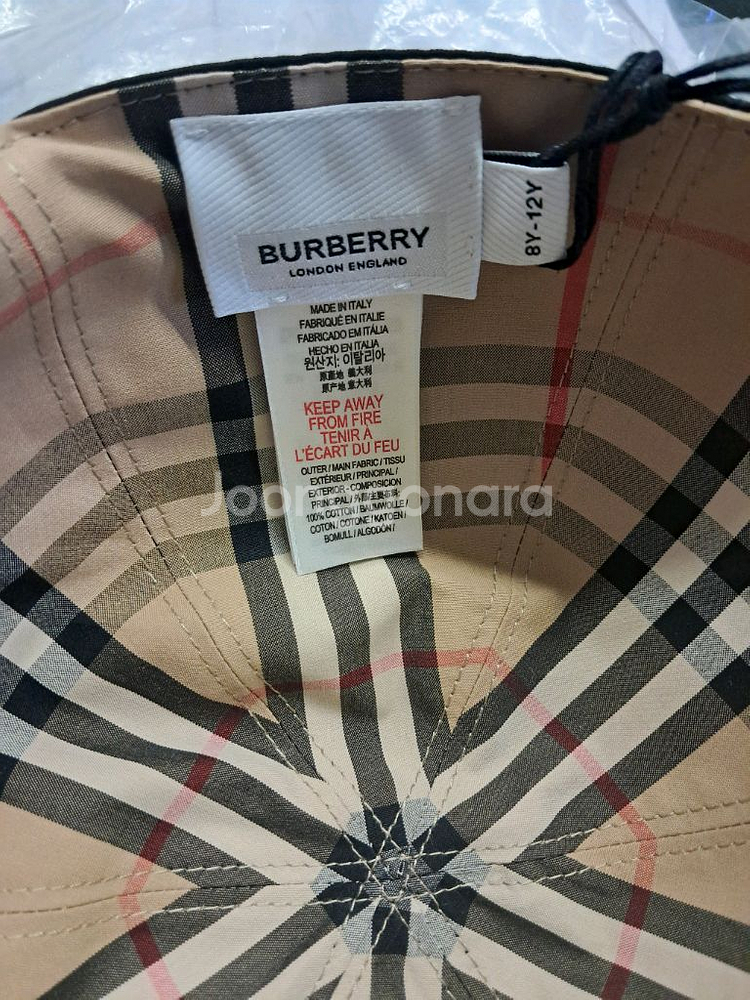 BURBERRY
LONDON ENGLAND
8Y-12Y
MADE IN ITALY
FABRIQUÉ EN ITALIE
FABRICADO EM ITÁLIA
HECHO EN ITALIA
원산지: 이탈리아
原產地 義大利
原产地 意大利
KEEP AWAY
FROM FIRE
TENIR À
L'ÉCART DU FEU
OUTER / MAIN FABRIC / TISSU
EXTÉRIEUR / PRINCIPAL /
EXTERIOR - COMPOSICION
PRINCIPAL /
100% COTTON / BAUMWOLLE /
COTON / COTONE / KATOEN /
BOMULL / ALGODÓN /